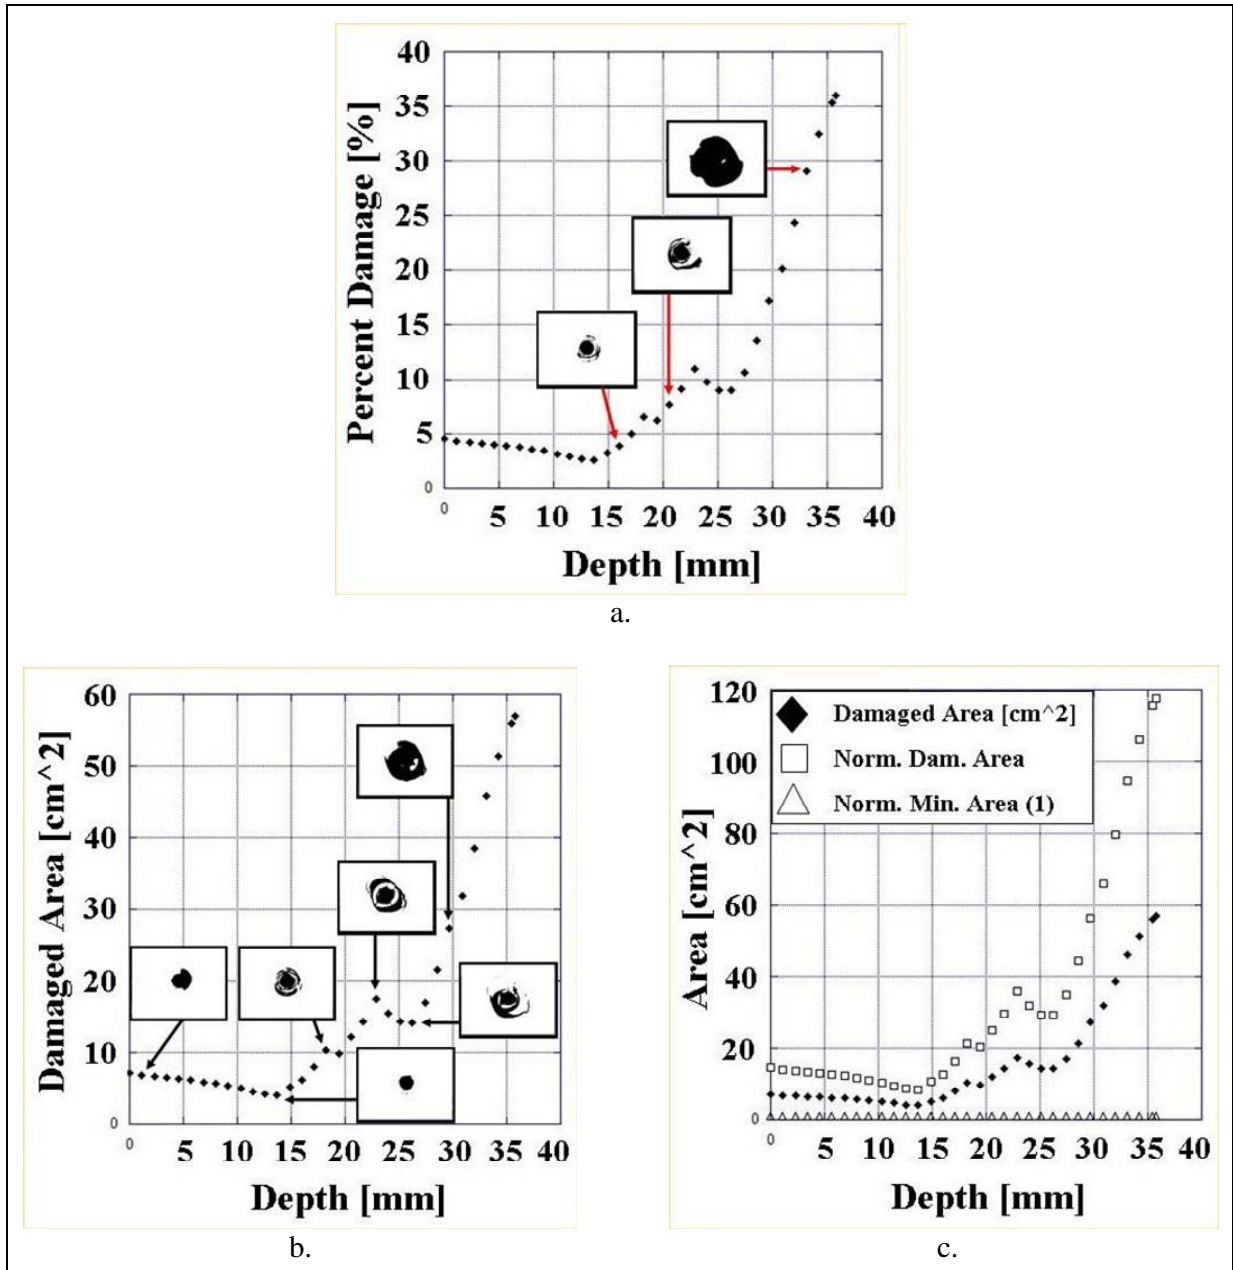 40
35
30
25
20
15
10
5
0
0 5 10 15 20 25 30 35 40
Percent Damage [%]
Depth [mm]
a.
60
50
40
30
20
10
0
0 5 10 15 20 25 30 35 40
Damaged Area [cm^2]
Depth [mm]
b.
120
100
80
60
40
20
0
0 5 10 15 20 25 30 35 40
Area [cm^2]
Damaged Area [cm^2]
Norm. Dam. Area
Norm. Min. Area (1)
Depth [mm]
c.